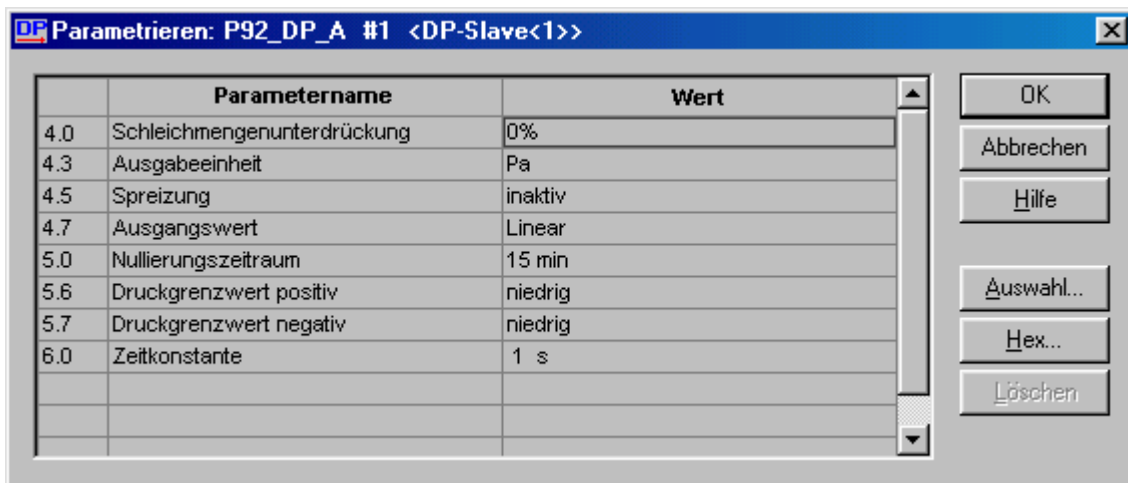 DP Parametrieren: P92_DP_A #1 <DP-Slave<1>>
Parametername Wert
4.0 Schleichmengenunterdrückung 0%
4.3 Ausgabeeinheit Pa
4.5 Spreizung inaktiv
4.7 Ausgangswert Linear
5.0 Nullierungszeitraum 15 min
5.6 Druckgrenzwert positiv niedrig
5.7 Druckgrenzwert negativ niedrig
6.0 Zeitkonstante 1 s
OK
Abbrechen
Hilfe
Auswahl...
Hex...
Löschen